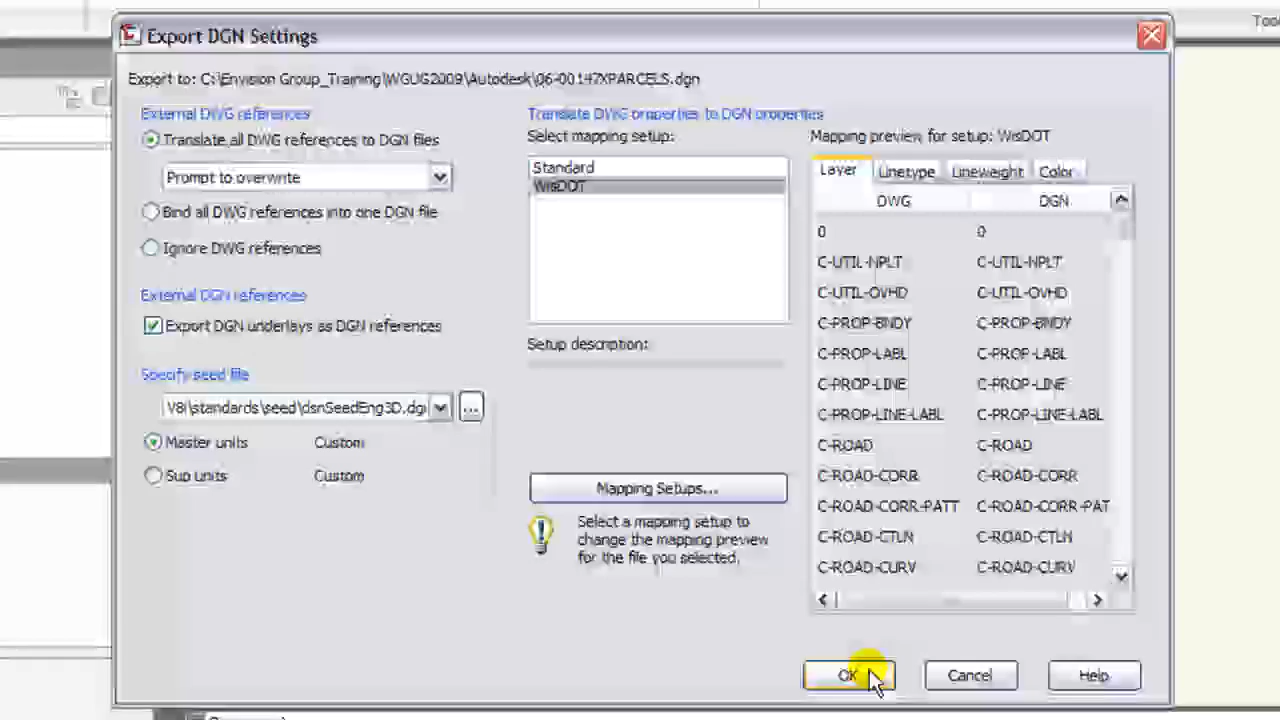 Export DGN Settings
Export to: C:\Envision Group_Training\WGUG2009\Autodesk\06-00147XPARCELS.dgn
External DWG references
Translate all DWG references to DGN files
Prompt to overwrite
Bind all DWG references into one DGN file
Ignore DWG references
External DGN references
Export DGN underlays as DGN references
Specify seed file
V8i\standards\seed\dsnSeedEng3D.dgn
...
Master units Custom
Sub units Custom
Translate DWG properties to DGN properties
Select mapping setup:
Standard
WisDOT
Setup description:
Mapping Setups...
Select a mapping setup to
change the mapping preview
for the file you selected.
Mapping preview for setup: WisDOT
Layer Linetype Lineweight Color
DWG DGN
0 0
C-UTIL-NPLT C-UTIL-NPLT
C-UTIL-OVHD C-UTIL-OVHD
C-PROP-BNDY C-PROP-BNDY
C-PROP-LABL C-PROP-LABL
C-PROP-LINE C-PROP-LINE
C-PROP-LINE-LABL C-PROP-LINE-LABL
C-ROAD C-ROAD
C-ROAD-CORR C-ROAD-CORR
C-ROAD-CORR-PATT C-ROAD-CORR-PAT
C-ROAD-CTLN C-ROAD-CTLN
C-ROAD-CURV C-ROAD-CURV
OK Cancel Help